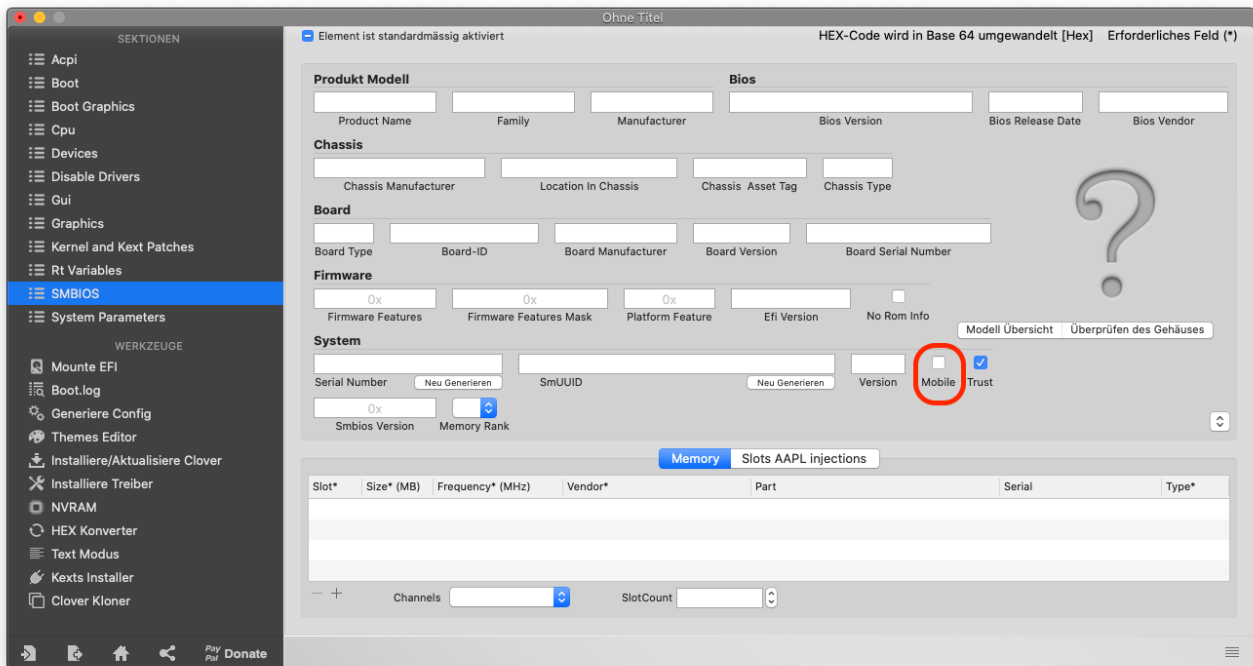 Ohne Titel
SEKTIONEN
Acpi
Boot
Boot Graphics
Cpu
Devices
Disable Drivers
Gui
Graphics
Kernel and Kext Patches
Rt Variables
SMBIOS
System Parameters
WERKZEUGE
Mounte EFI
Boot.log
Generiere Config
Themes Editor
Installiere/Aktualisiere Clover
Installiere Treiber
NVRAM
HEX Konverter
Text Modus
Kexts Installer
Clover Kloner
Pay Pal Donate
Element ist standardmässig aktiviert
HEX-Code wird in Base 64 umgewandelt [Hex] Erforderliches Feld (*)
Produkt Modell Bios
Product Name Family Manufacturer Bios Version Bios Release Date Bios Vendor
Chassis
Chassis Manufacturer Location In Chassis Chassis Asset Tag Chassis Type
?
Board
Board Type Board-ID Board Manufacturer Board Version Board Serial Number
Firmware
0x 0x 0x
Firmware Features Firmware Features Mask Platform Feature Efi Version No Rom Info
Modell Übersicht Überprüfen des Gehäuses
System
Serial Number Neu Generieren SmUUID Neu Generieren Version Mobile Trust
0x
Smbios Version Memory Rank
Memory Slots AAPL injections
Slot* Size* (MB) Frequency* (MHz) Vendor* Part Serial Type*
Channels SlotCount